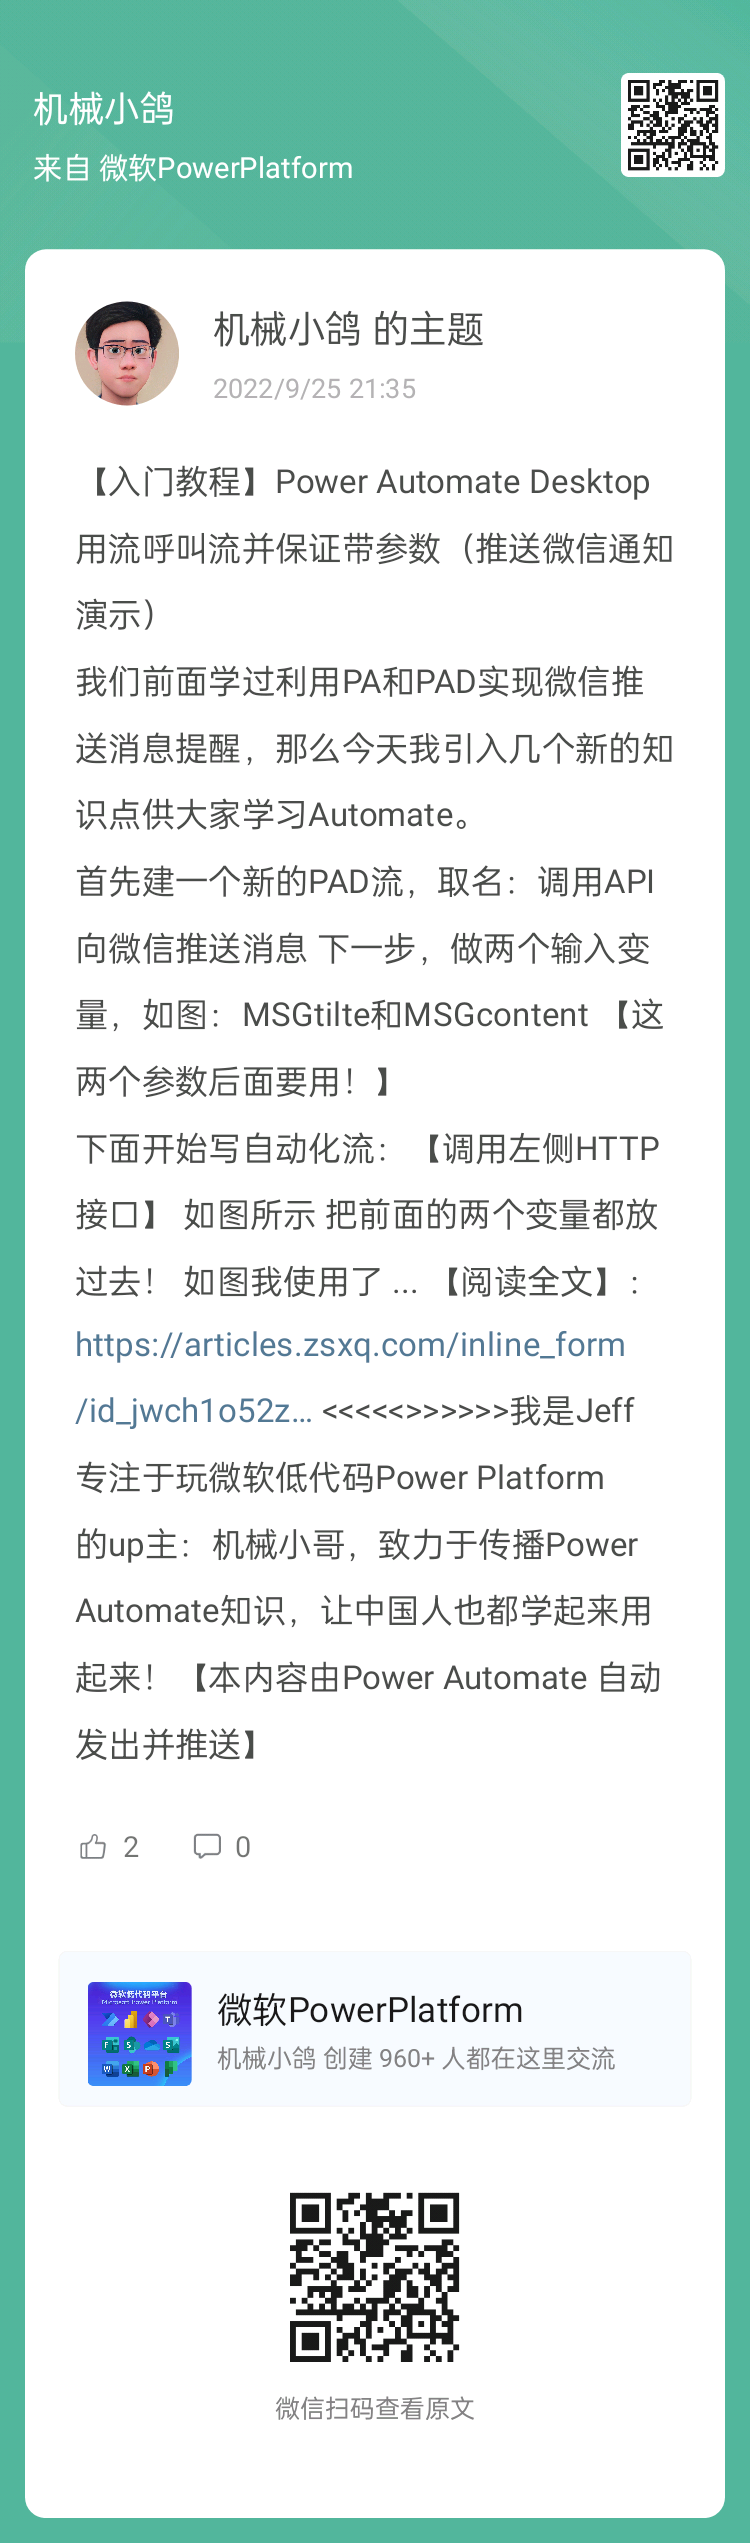 机械小鸽
来自 微软PowerPlatform
机械小鸽 的主题
2022/9/25 21:35
【入门教程】Power Automate Desktop
用流呼叫流并保证带参数（推送微信通知
演示）
我们前面学过利用PA和PAD实现微信推
送消息提醒，那么今天我引入几个新的知
识点供大家学习Automate。
首先建一个新的PAD流，取名：调用API
向微信推送消息 下一步，做两个输入变
量，如图：MSGtilte和MSGcontent 【这
两个参数后面要用！】
下面开始写自动化流： 【调用左侧HTTP
接口】 如图所示 把前面的两个变量都放
过去！ 如图我使用了 ... 【阅读全文】:
https://articles.zsxq.com/inline_form
/id_jwch1o52z... <<<<<>>>>>>我是Jeff
专注于玩微软低代码Power Platform
的up主：机械小哥，致力于传播Power
Automate知识，让中国人也都学起来用
起来！【本内容由Power Automate 自动
发出并推送】
2 0
微软低代码平台
Microsoft Power Platform
微软PowerPlatform
机械小鸽 创建 960+ 人都在这里交流
微信扫码查看原文